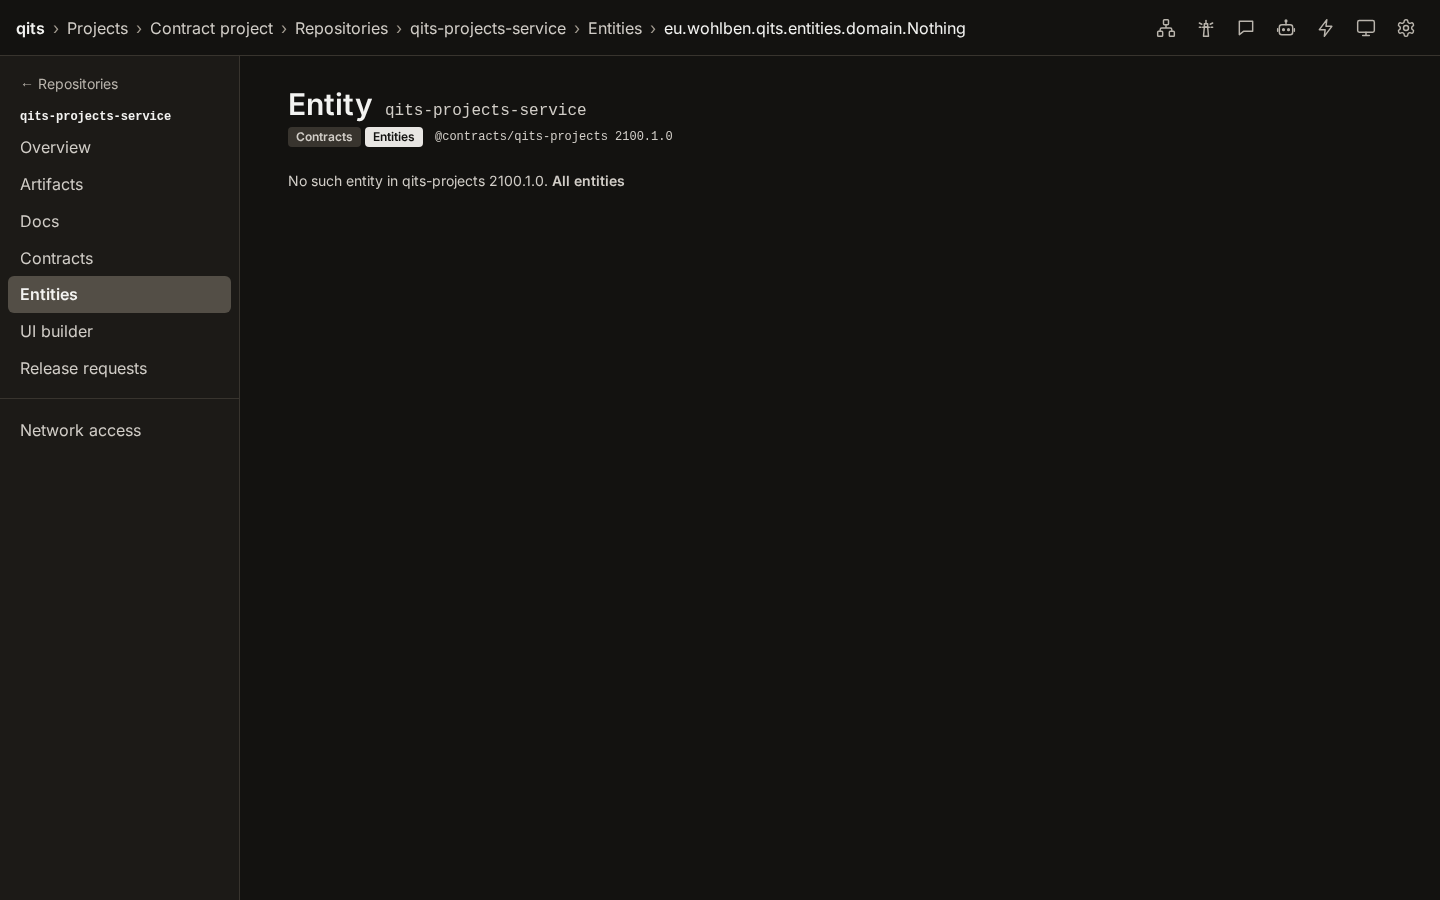 qits › Projects › Contract project › Repositories › qits-projects-service › Entities › eu.wohlben.qits.entities.domain.Nothing
← Repositories
qits-projects-service
Overview
Artifacts
Docs
Contracts
Entities
UI builder
Release requests
Network access
Entity qits-projects-service
Contracts Entities @contracts/qits-projects 2100.1.0
No such entity in qits-projects 2100.1.0. All entities